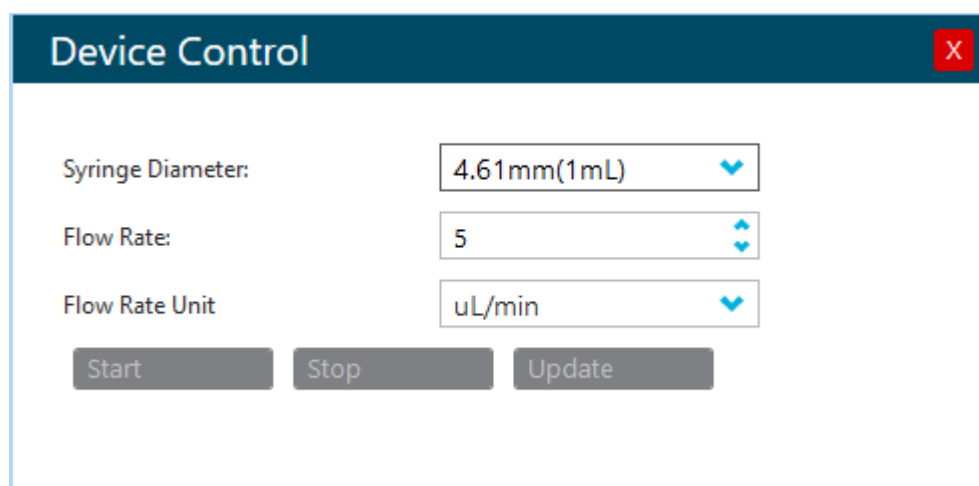 Device Control X
Syringe Diameter: 4.61mm(1mL)
Flow Rate: 5
Flow Rate Unit uL/min
Start Stop Update